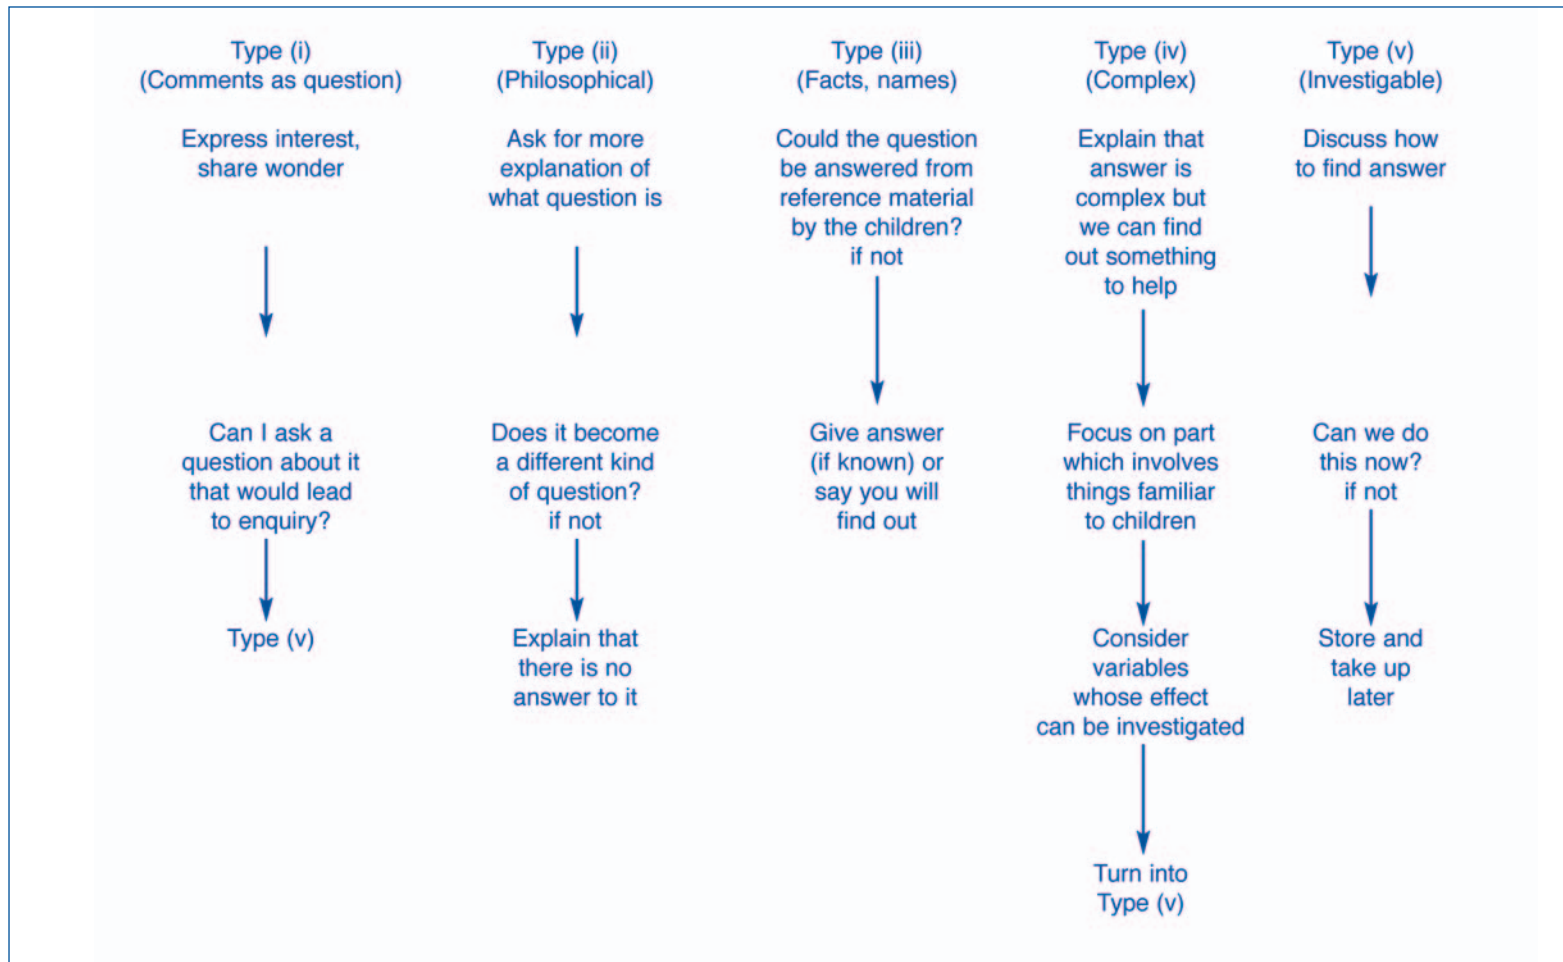 Type (i)
(Comments as question)
Express interest,
share wonder
Can I ask a
question about it
that would lead
to enquiry?
Type (v)
Type (ii)
(Philosophical)
Ask for more
explanation of
what question is
Does it become
a different kind
of question?
if not
Explain that
there is no
answer to it
Type (iii)
(Facts, names)
Could the question
be answered from
reference material
by the children?
if not
Give answer
(if known) or
say you will
find out
Type (iv)
(Complex)
Explain that
answer is
complex but
we can find
out something
to help
Focus on part
which involves
things familiar
to children
Consider
variables
whose effect
can be investigated
Turn into
Type (v)
Type (v)
(Investigable)
Discuss how
to find answer
Can we do
this now?
if not
Store and
take up
later